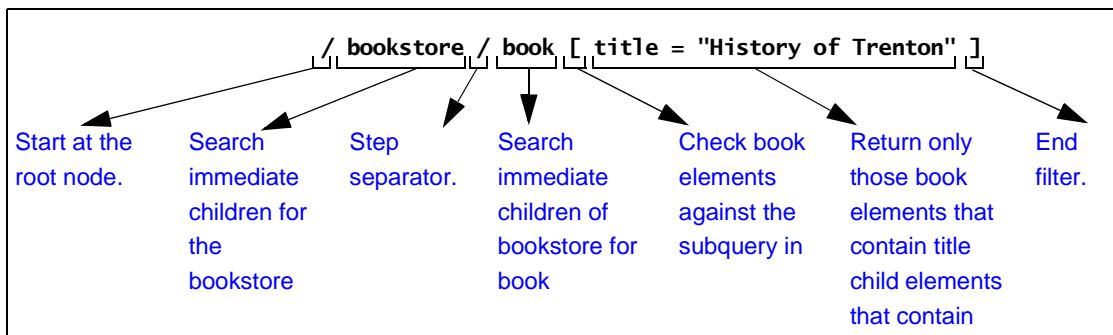 / bookstore / book [ title = "History of Trenton" ]
Start at the
root node.
Search
immediate
children for
the
bookstore
Step
separator.
Search
immediate
children of
bookstore for
book
Check book
elements
against the
subquery in
Return only
those book
elements that
contain title
child elements
that contain
End
filter.